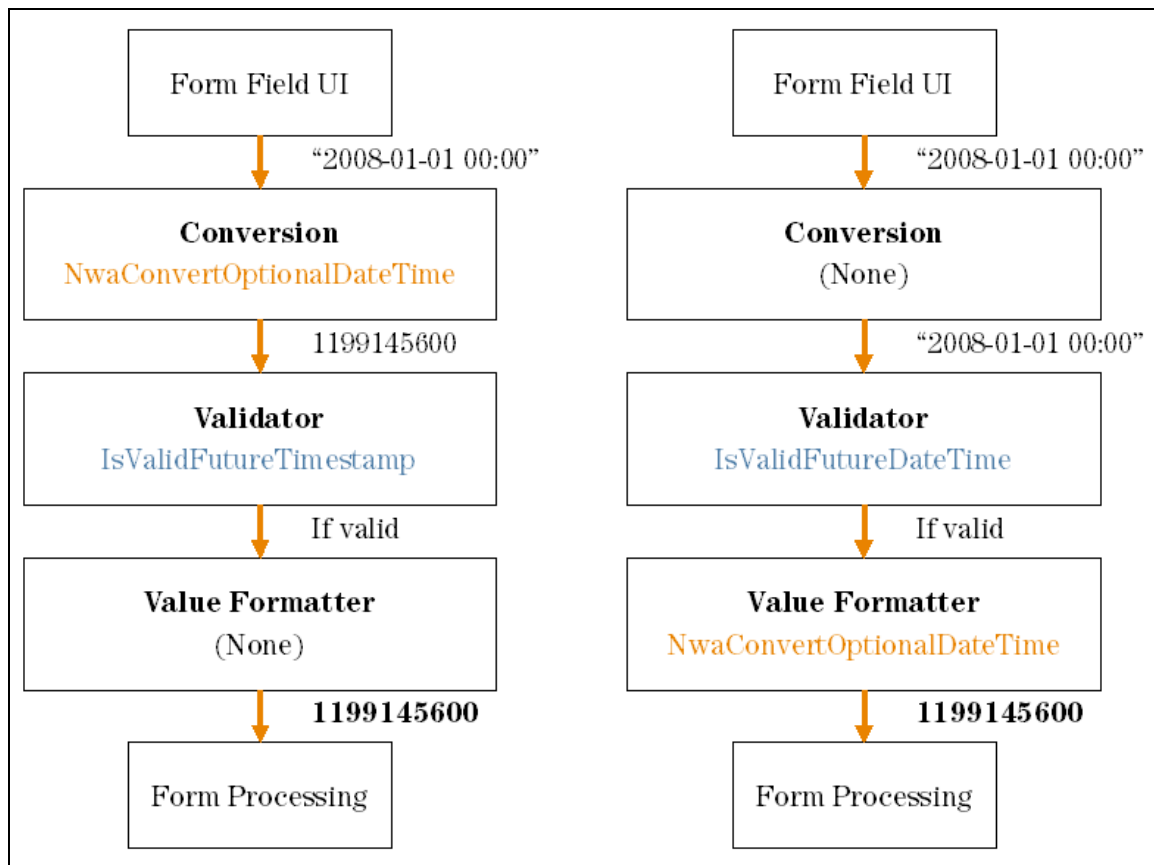 Form Field UI
“2008-01-01 00:00”
Conversion
NwaConvertOptionalDateTime
1199145600
Validator
IsValidFutureTimestamp
If valid
Value Formatter
(None)
1199145600
Form Processing
Form Field UI
“2008-01-01 00:00”
Conversion
(None)
“2008-01-01 00:00”
Validator
IsValidFutureDateTime
If valid
Value Formatter
NwaConvertOptionalDateTime
1199145600
Form Processing